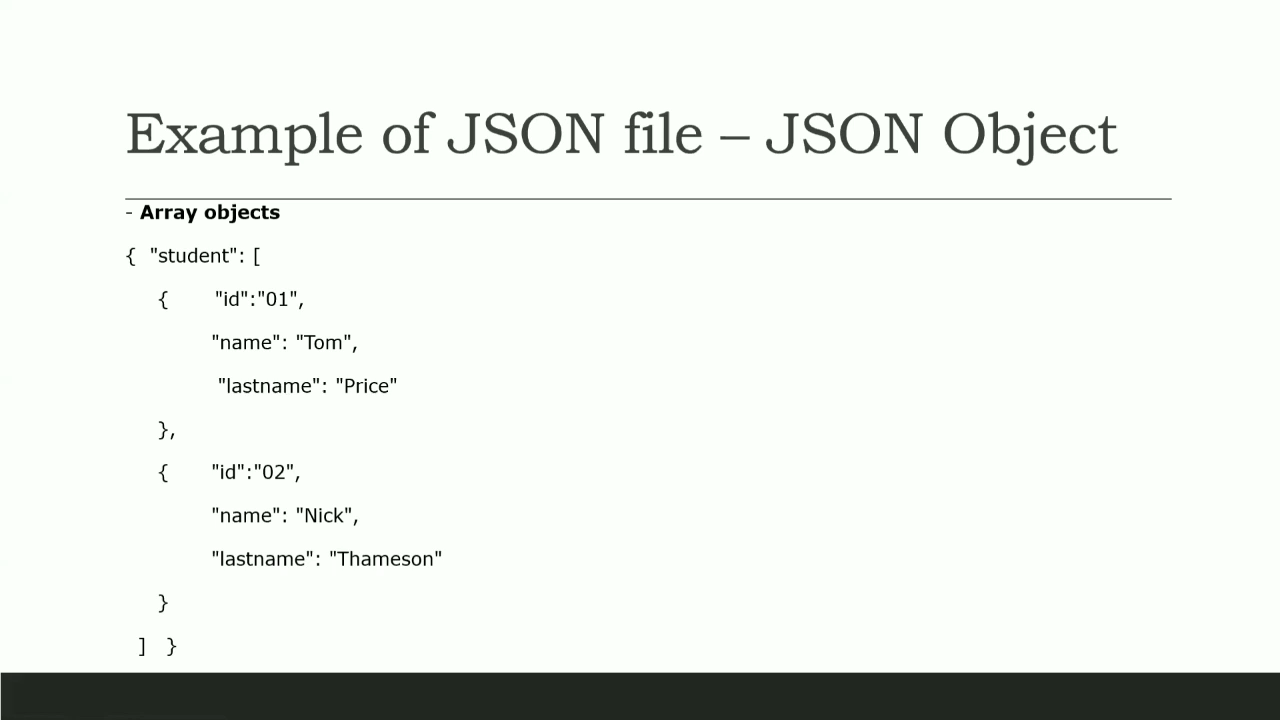 Example of JSON file – JSON Object
- Array objects
{ "student": [
{ "id":"01",
"name": "Tom",
"lastname": "Price"
},
{ "id":"02",
"name": "Nick",
"lastname": "Thameson"
}
] }